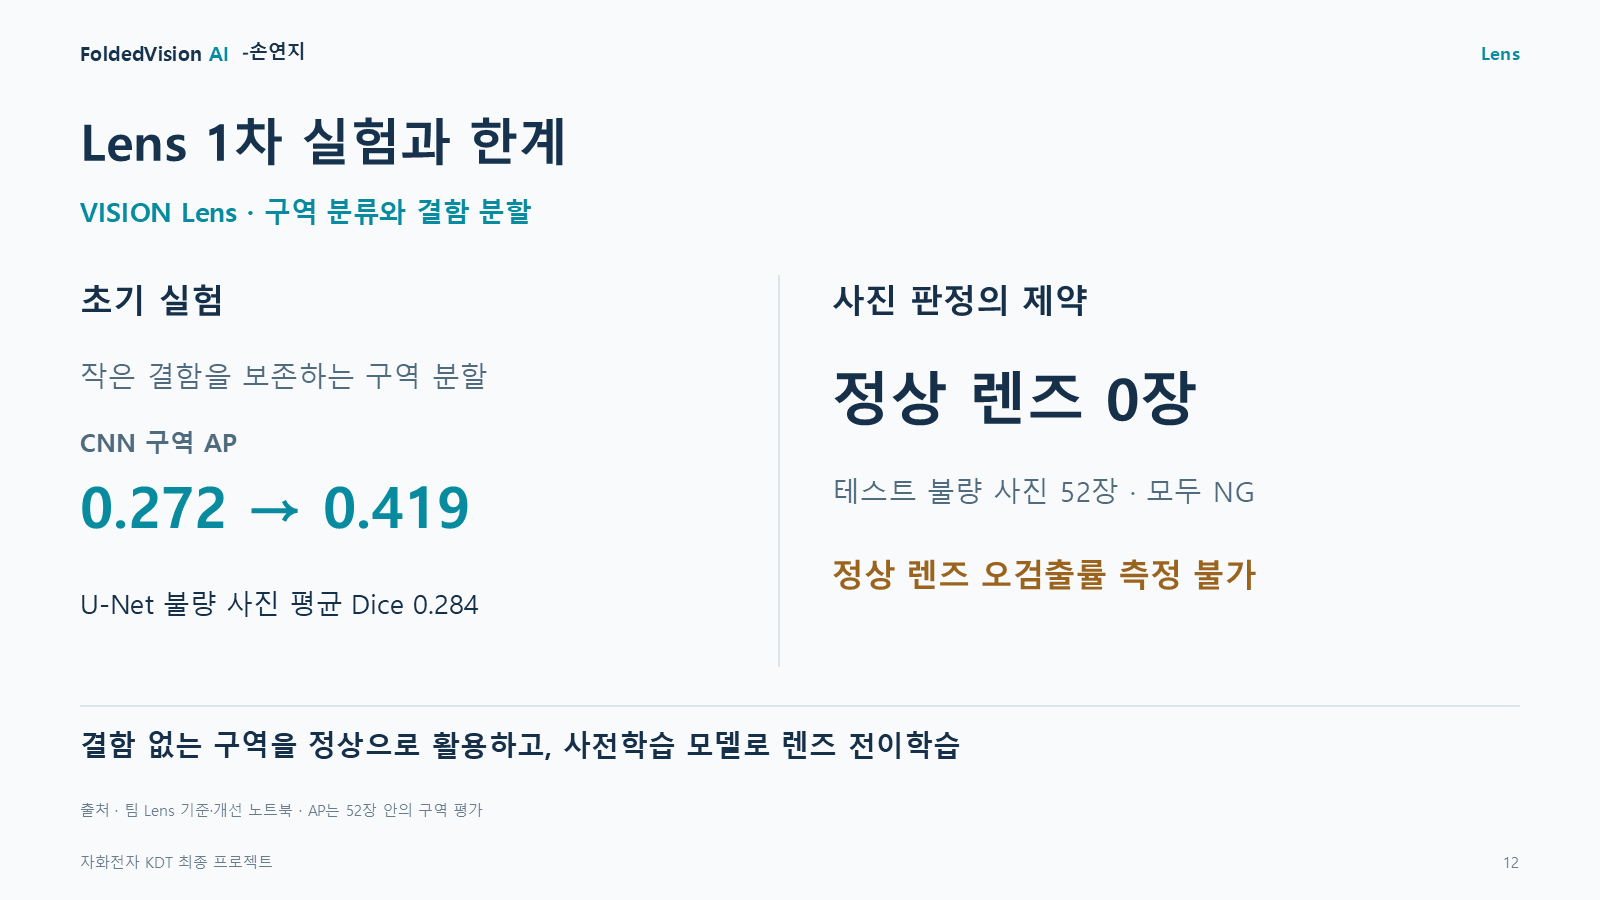 FoldedVision AI -손연지
Lens
Lens 1차 실험과 한계
VISION Lens · 구역 분류와 결함 분할
초기 실험
작은 결함을 보존하는 구역 분할
CNN 구역 AP
0.272 → 0.419
U-Net 불량 사진 평균 Dice 0.284
사진 판정의 제약
정상 렌즈 0장
테스트 불량 사진 52장 · 모두 NG
정상 렌즈 오검출률 측정 불가
결함 없는 구역을 정상으로 활용하고, 사전학습 모델로 렌즈 전이학습
출처 · 팀 Lens 기준·개선 노트북 · AP는 52장 안의 구역 평가
자화전자 KDT 최종 프로젝트
12